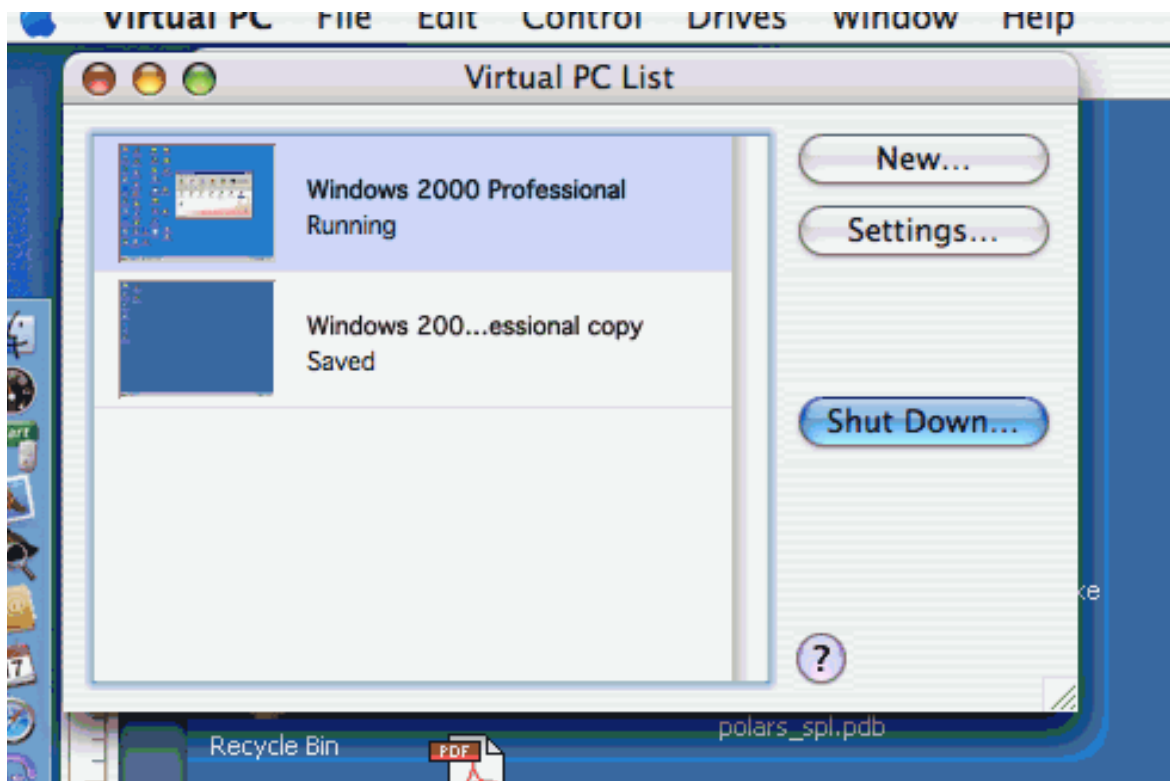 Virtual PC File Edit Control Drives Window Help
Virtual PC List
New...
Windows 2000 Professional
Running
Settings...
Windows 200...essional copy
Saved
Shut Down...
?
polars_spl.pdb
Recycle Bin
PDF
17